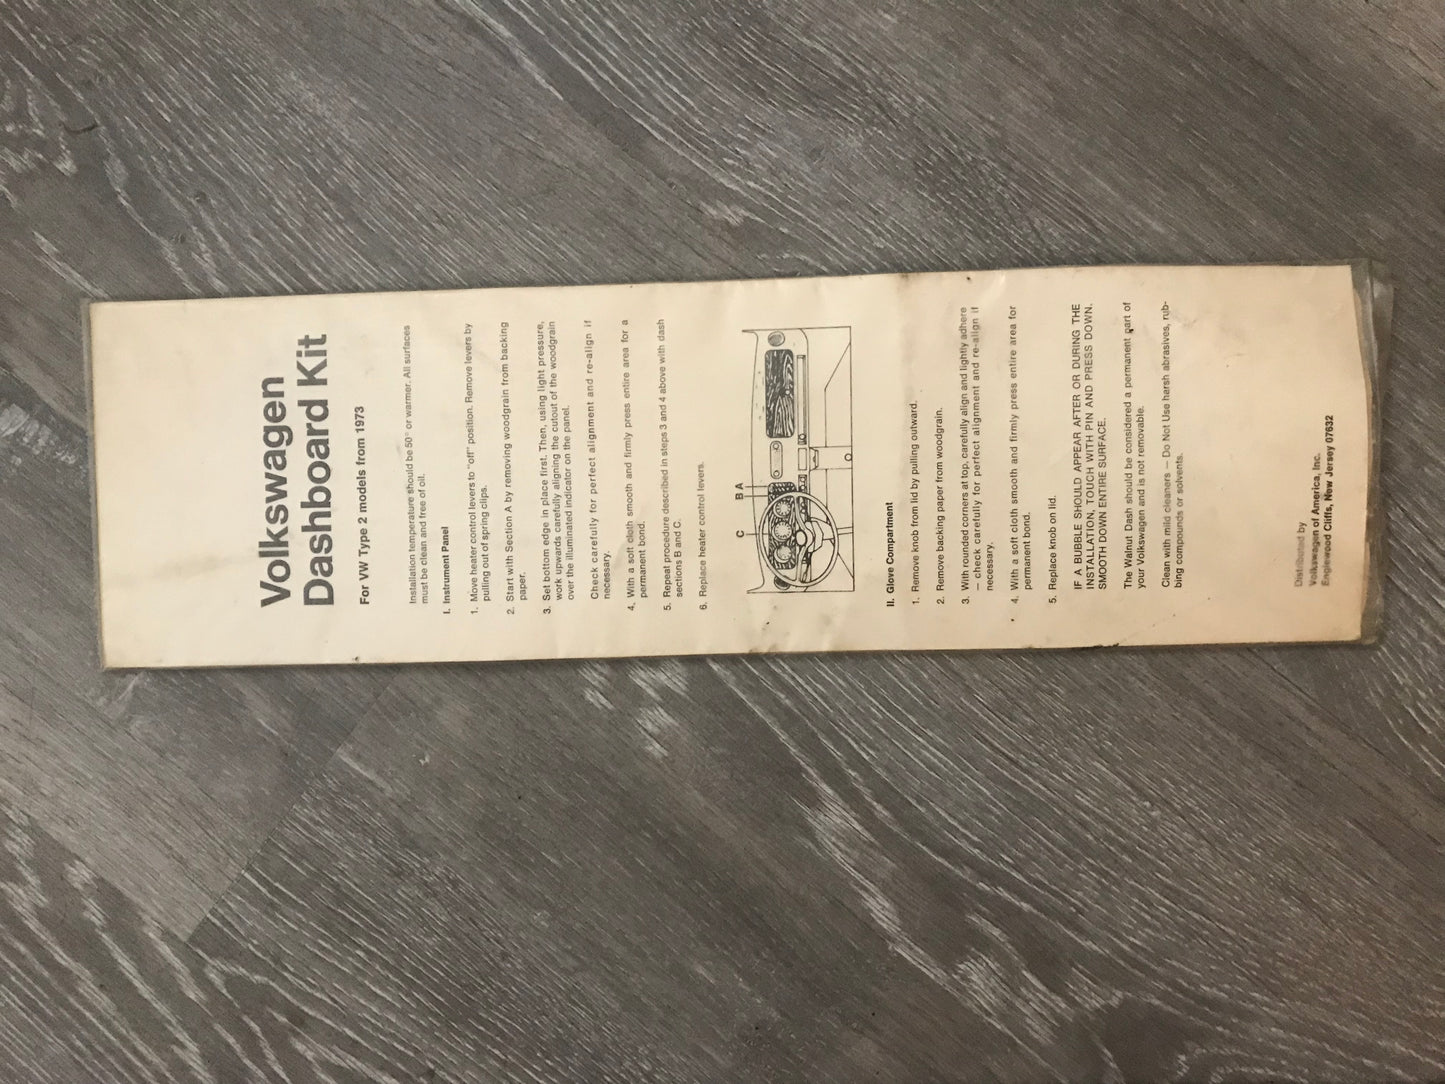 Volkswagen
Dashboard Kit
For VW Type 2 models from 1973
Installation temperature should be 50° or warmer. All surfaces
must be clean and free of oil.
I. Instrument Panel
1. Move heater control levers to "off" position. Remove levers by
pulling out of spring clips.
2. Start with Section A by removing woodgrain from backing
paper.
3. Set bottom edge in place first. Then, using light pressure,
work upwards carefully aligning the cutout of the woodgrain
over the illuminated indicator on the panel.
Check carefully for perfect alignment and re-align if
necessary.
4. With a soft cloth smooth and firmly press entire area for a
permanent bond.
5. Repeat procedure described in steps 3 and 4 above with dash
sections B and C.
6. Replace heater control levers.
C B A
II. Glove Compartment
1. Remove knob from lid by pulling outward.
2. Remove backing paper from woodgrain.
3. With rounded corners at top, carefully align and lightly adhere
— check carefully for perfect alignment and re-align if
necessary.
4. With a soft cloth smooth and firmly press entire area for
permanent bond.
5. Replace knob on lid.
IF A BUBBLE SHOULD APPEAR AFTER OR DURING THE
INSTALLATION, TOUCH WITH PIN AND PRESS DOWN.
SMOOTH DOWN ENTIRE SURFACE.
The Walnut Dash should be considered a permanent part of
your Volkswagen and is not removable.
Clean with mild cleaners — Do Not Use harsh abrasives, rub-
bing compounds or solvents.
Distributed by
Volkswagen of America, Inc.
Englewood Cliffs, New Jersey 07632